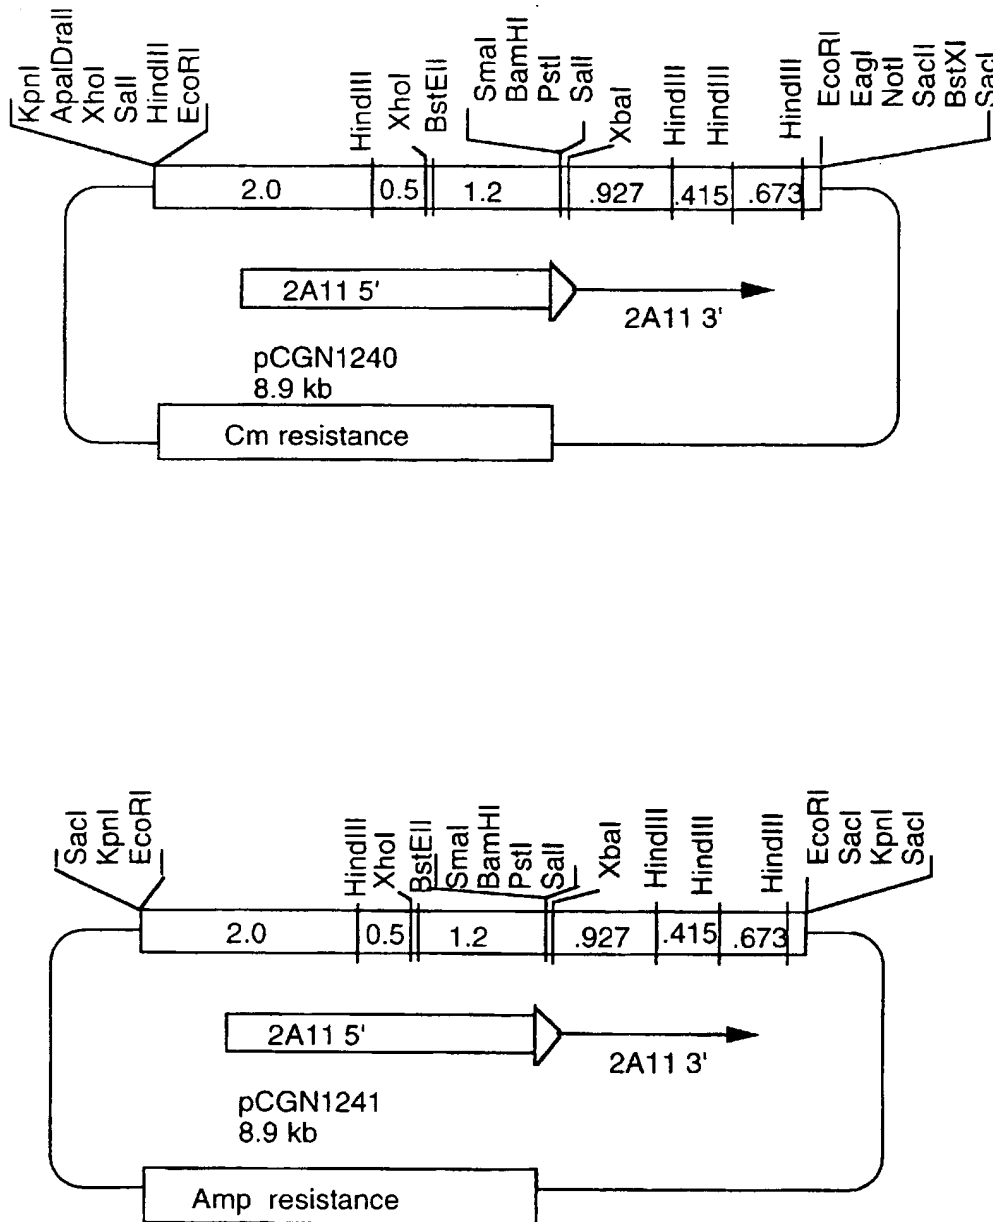 KpnI
ApaIDraII
XhoI
SalI
HindIII
EcoRI
HindIII
XhoI
BstEII
SmaI
BamHI
PstI
SalI
XbaI
HindIII
HindIII
HindIII
EcoRI
EagI
NotI
SacII
BstXI
SacI
2.0
0.5
1.2
.927
.415
.673
2A11 5'
2A11 3'
pCGN1240
8.9 kb
Cm resistance
SacI
KpnI
EcoRI
HindIII
XhoI
BstEII
SmaI
BamHI
PstI
SalI
XbaI
HindIII
HindIII
HindIII
EcoRI
SacI
KpnI
SacI
2.0
0.5
1.2
.927
.415
.673
2A11 5'
2A11 3'
pCGN1241
8.9 kb
Amp resistance